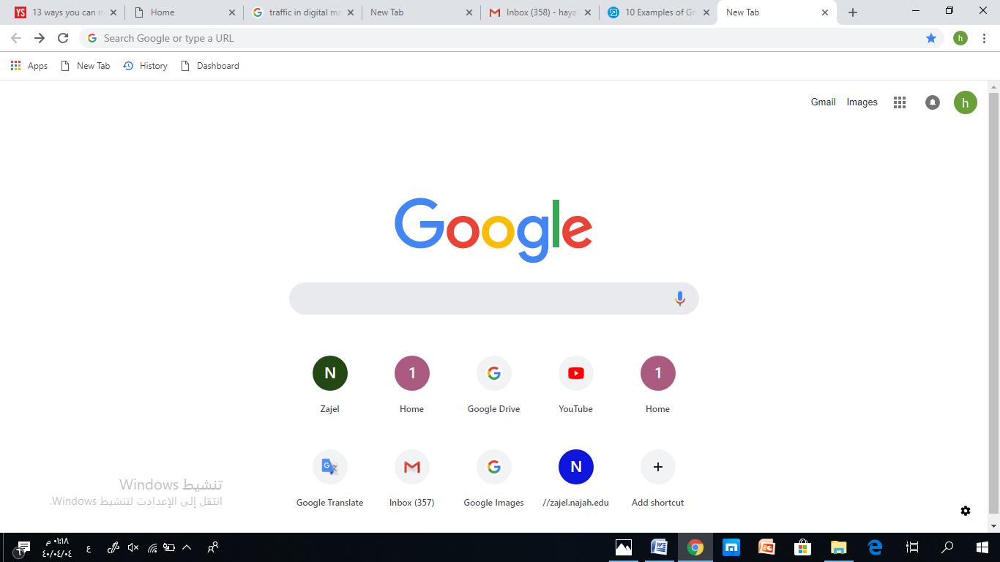 13 ways you can n
Home
traffic in digital ma
New Tab
Inbox (358) - haya
10 Examples of Gr
New Tab
Search Google or type a URL
h
Apps
New Tab
History
Dashboard
Gmail
Images
h
Google
N
1
1
Zajel
Home
Google Drive
YouTube
Home
N
Google Translate
Inbox (357)
Google Images
//zajel.najah.edu
Add shortcut
تنشيط Windows
انتقل إلى الإعدادت لتنشيط Windows.
٠١:١٨ م
ع
٤٠/٠٤/٠٤
٦